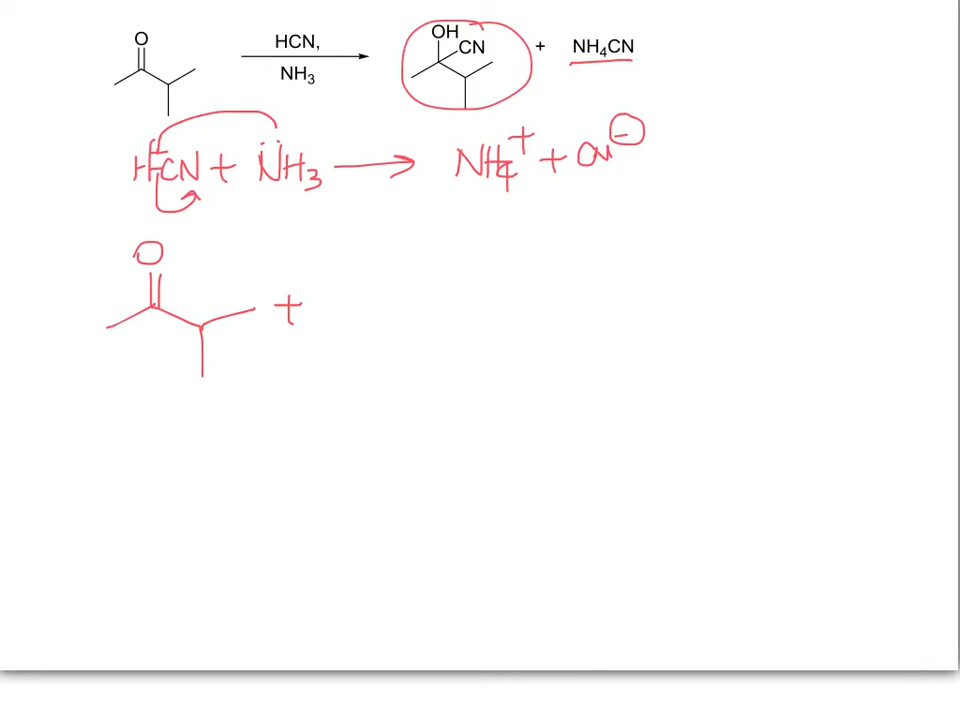 O
HCN,
NH3
OH
CN
+ NH4CN
HCN + NH3 → NH4+ + CN⊖
O
+